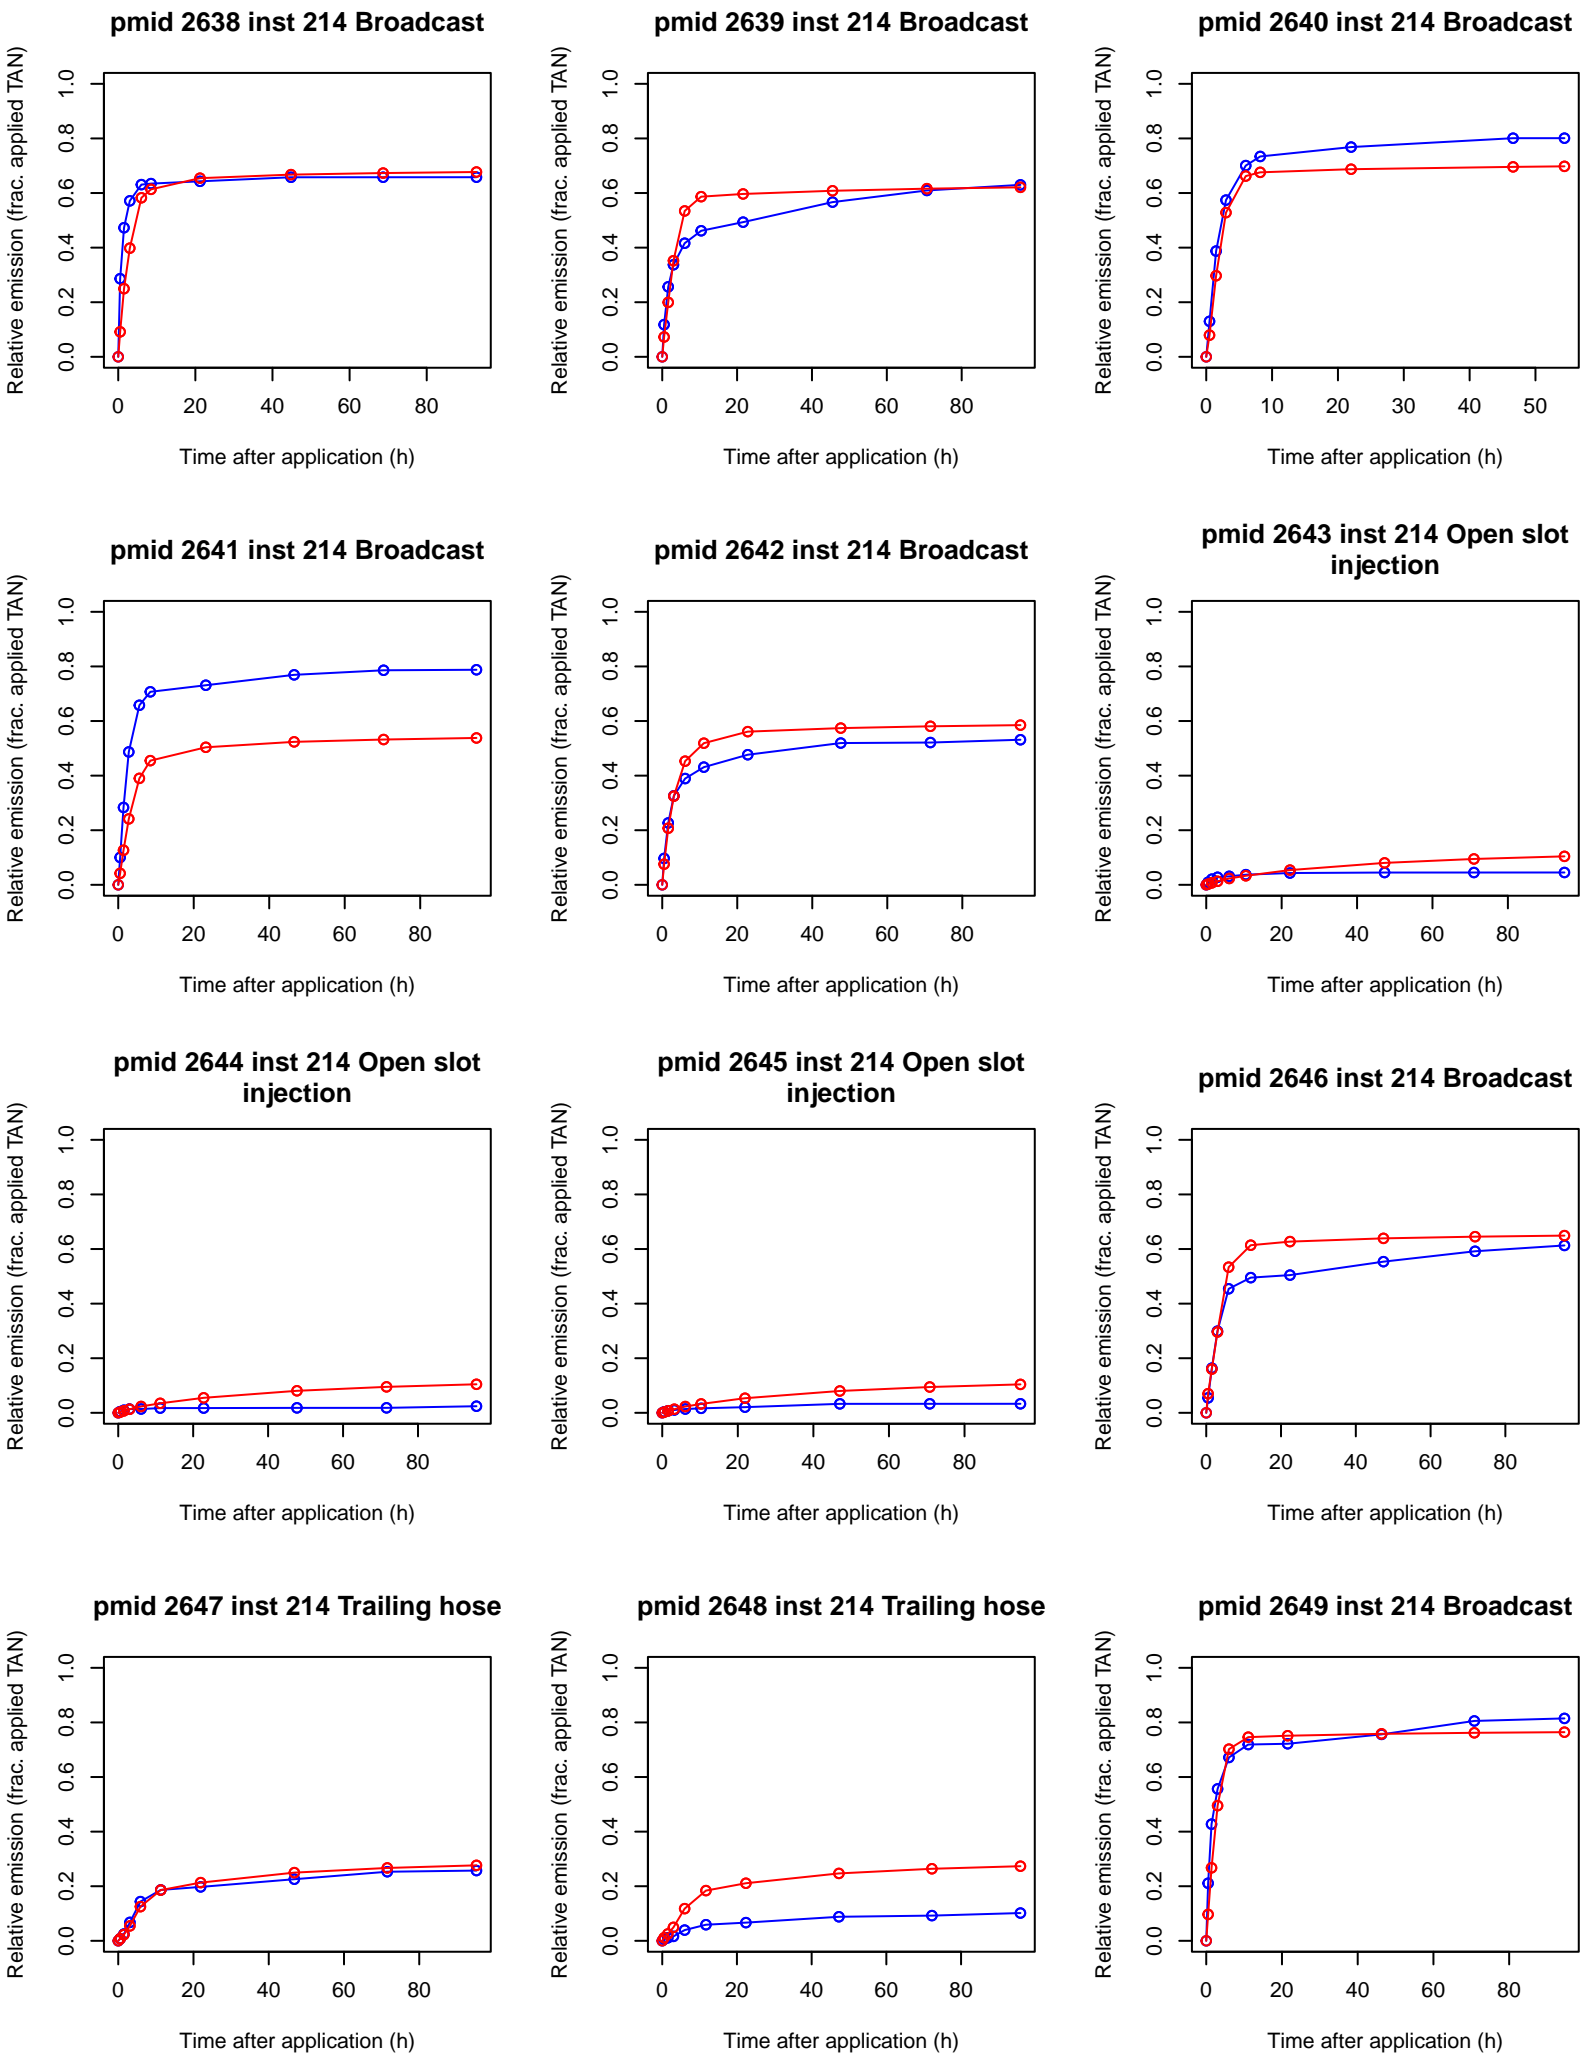 pmid 2638 inst 214 Broadcast
Relative emission (frac. applied TAN)
0.0 0.2 0.4 0.6 0.8 1.0
0 20 40 60 80
Time after application (h)
pmid 2639 inst 214 Broadcast
Relative emission (frac. applied TAN)
0.0 0.2 0.4 0.6 0.8 1.0
0 20 40 60 80
Time after application (h)
pmid 2640 inst 214 Broadcast
Relative emission (frac. applied TAN)
0.0 0.2 0.4 0.6 0.8 1.0
0 10 20 30 40 50
Time after application (h)
pmid 2641 inst 214 Broadcast
Relative emission (frac. applied TAN)
0.0 0.2 0.4 0.6 0.8 1.0
0 20 40 60 80
Time after application (h)
pmid 2642 inst 214 Broadcast
Relative emission (frac. applied TAN)
0.0 0.2 0.4 0.6 0.8 1.0
0 20 40 60 80
Time after application (h)
pmid 2643 inst 214 Open slot
injection
Relative emission (frac. applied TAN)
0.0 0.2 0.4 0.6 0.8 1.0
0 20 40 60 80
Time after application (h)
pmid 2644 inst 214 Open slot
injection
Relative emission (frac. applied TAN)
0.0 0.2 0.4 0.6 0.8 1.0
0 20 40 60 80
Time after application (h)
pmid 2645 inst 214 Open slot
injection
Relative emission (frac. applied TAN)
0.0 0.2 0.4 0.6 0.8 1.0
0 20 40 60 80
Time after application (h)
pmid 2646 inst 214 Broadcast
Relative emission (frac. applied TAN)
0.0 0.2 0.4 0.6 0.8 1.0
0 20 40 60 80
Time after application (h)
pmid 2647 inst 214 Trailing hose
Relative emission (frac. applied TAN)
0.0 0.2 0.4 0.6 0.8 1.0
0 20 40 60 80
Time after application (h)
pmid 2648 inst 214 Trailing hose
Relative emission (frac. applied TAN)
0.0 0.2 0.4 0.6 0.8 1.0
0 20 40 60 80
Time after application (h)
pmid 2649 inst 214 Broadcast
Relative emission (frac. applied TAN)
0.0 0.2 0.4 0.6 0.8 1.0
0 20 40 60 80
Time after application (h)